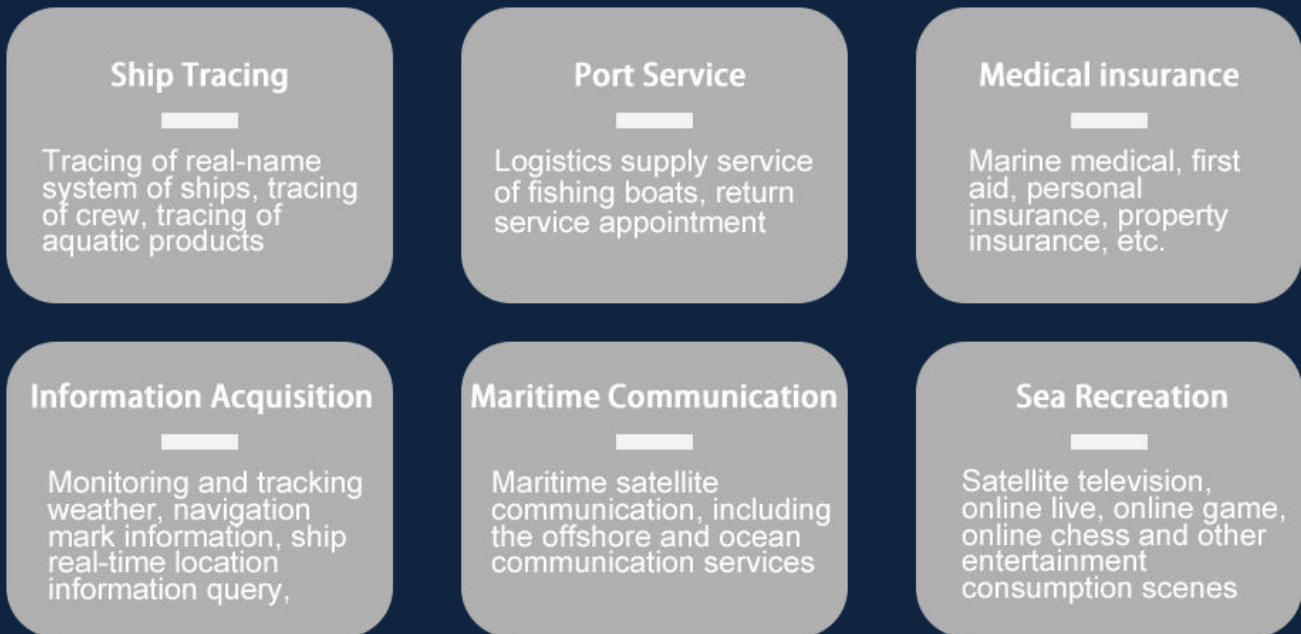 Ship Tracing
Tracing of real-name
system of ships, tracing
of crew, tracing of
aquatic products
Port Service
Logistics supply service
of fishing boats, return
service appointment
Medical insurance
Marine medical, first
aid, personal
insurance, property
insurance, etc.
Information Acquisition
Monitoring and tracking
weather, navigation
mark information, ship
real-time location
information query,
Maritime Communication
Maritime satellite
communication, including
the offshore and ocean
communication services
Sea Recreation
Satellite television,
online live, online game,
online chess and other
entertainment
consumption scenes